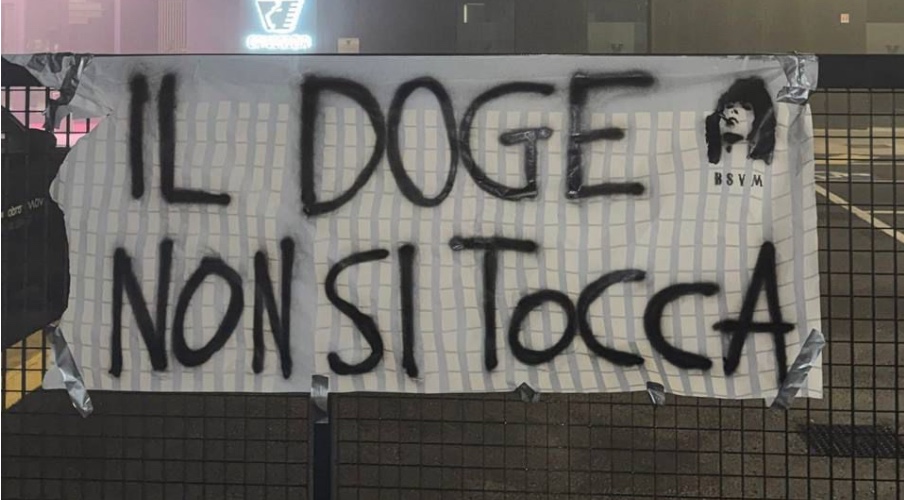 IL DOGE
BSVM
NON SI TOCCA